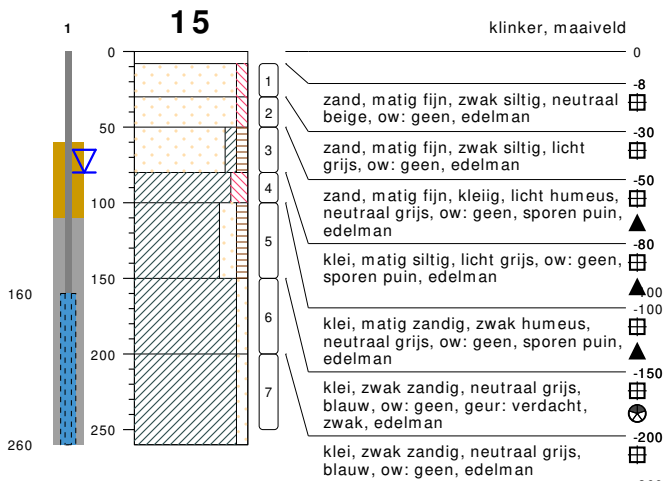 1
15
klinker, maaiveld
0
0
-8
1
zand, matig fijn, zwak siltig, neutraal
beige, ow: geen, edelman
-30
2
50
zand, matig fijn, zwak siltig, licht
grijs, ow: geen, edelman
-50
3
zand, matig fijn, kleiig, licht humeus,
neutraal grijs, ow: geen, sporen puin,
edelman
-80
4
100
klei, matig siltig, licht grijs, ow: geen,
sporen puin, edelman
-100
-100
5
150
160
klei, matig zandig, zwak humeus,
neutraal grijs, ow: geen, sporen puin,
edelman
-150
6
200
klei, zwak zandig, neutraal grijs,
blauw, ow: geen, geur: verdacht,
zwak, edelman
-200
7
250
260
klei, zwak zandig, neutraal grijs,
blauw, ow: geen, edelman